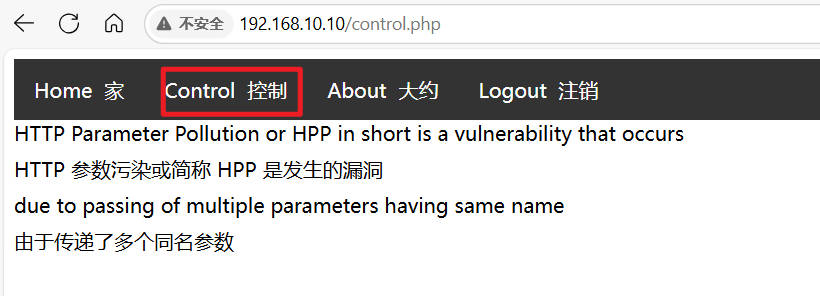 不安全 192.168.10.10/control.php
Home 家 Control 控制 About 大约 Logout 注销
HTTP Parameter Pollution or HPP in short is a vulnerability that occurs
HTTP 参数污染或简称 HPP 是发生的漏洞
due to passing of multiple parameters having same name
由于传递了多个同名参数